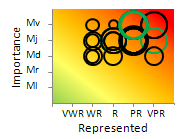 Importance
Mv
Mj
Md
Mr
Ml
VWR WR R PR VPR
Represented